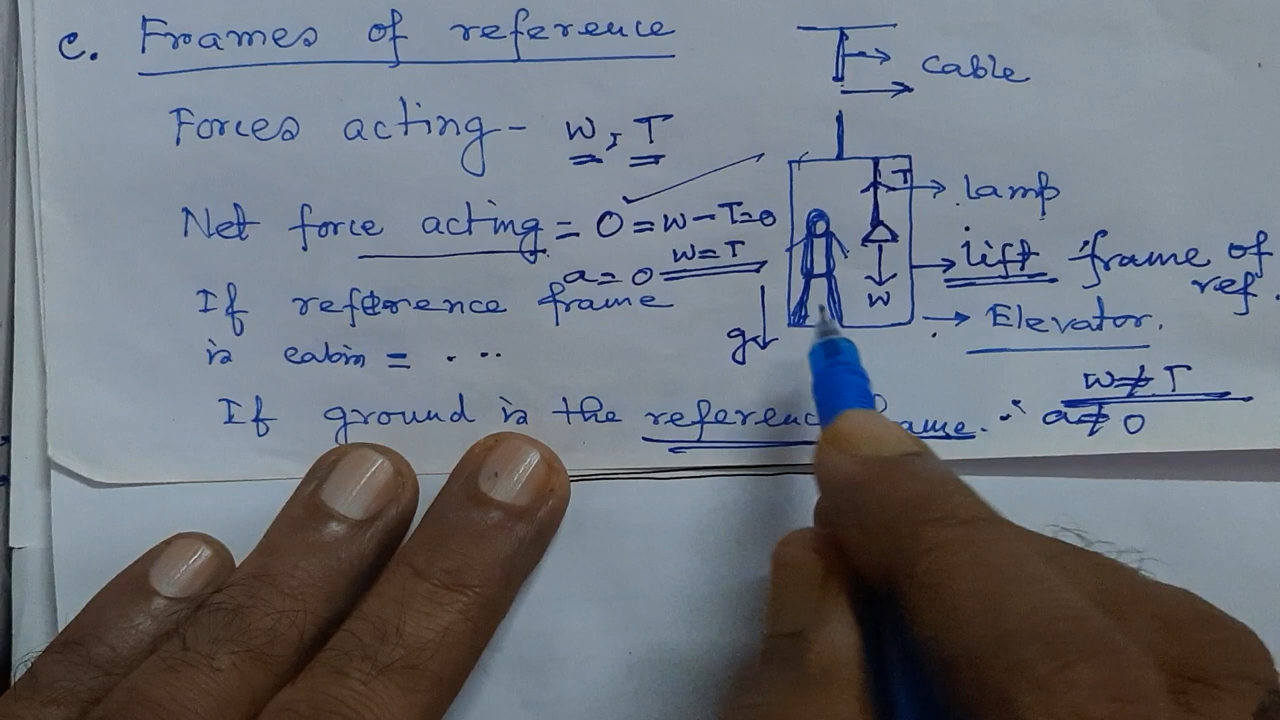 c. Frames of reference
cable
Forces acting - W, T
T
lamp
Net force acting = 0 = W - T = 0
a = 0 W = T
lift frame of
ref.
W
If reference frame
Elevator.
g
is cabin = . . .
W ≠ T
If ground is the a ≠ 0